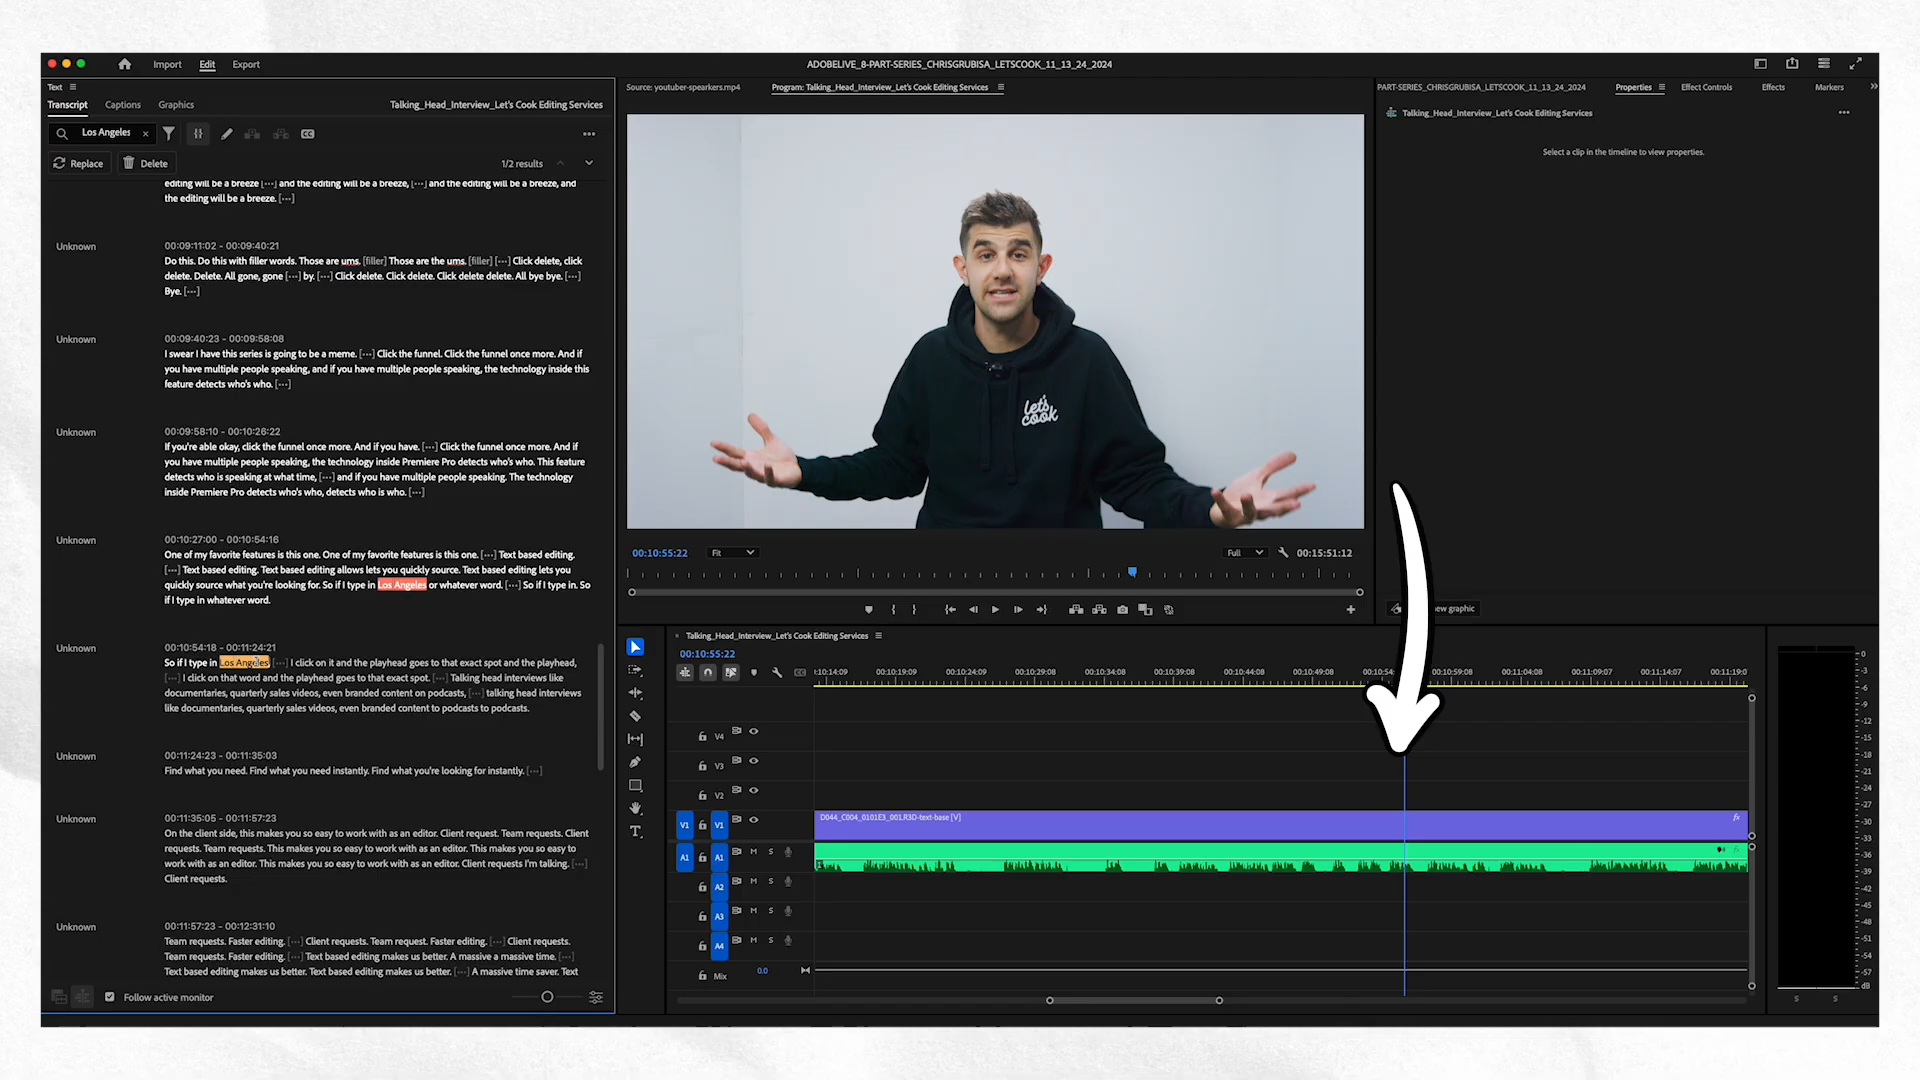 Import Edit Export
ADOBELIVE_8-PART-SERIES_CHRISGRUBISA_LETSCOOK_11_13_24_2024
Text
Transcript Captions Graphics
Talking_Head_Interview_Let's Cook Editing Services
Los Angeles
Replace Delete
1/2 results
editing will be a breeze [...] and the editing will be a breeze, [...] and the editing will be a breeze, and
the editing will be a breeze. [...]
Unknown
00:09:11:02 - 00:09:40:21
Do this. Do this with filler words. Those are ums. [filler] Those are the ums. [filler] [...] Click delete, click
delete. Delete. All gone, gone [...] by. [...] Click delete. Click delete. Click delete delete. All bye bye. [...]
Bye. [...]
Unknown
00:09:40:23 - 00:09:58:08
I swear I have this series is going to be a meme. [...] Click the funnel. Click the funnel once more. And if
you have multiple people speaking, and if you have multiple people speaking, the technology inside this
feature detects who's who. [...]
Unknown
00:09:58:10 - 00:10:26:22
If you're able okay, click the funnel once more. And if you have. [...] Click the funnel once more. And if
you have multiple people speaking, the technology inside Premiere Pro detects who's who. This feature
detects who is speaking at what time, [...] and if you have multiple people speaking. The technology
inside Premiere Pro detects who's who, detects who is who. [...]
Unknown
00:10:27:00 - 00:10:54:16
One of my favorite features is this one. One of my favorite features is this one. [...] Text based editing.
[...] Text based editing. Text based editing allows lets you quickly source. Text based editing lets you
quickly source what you're looking for. So if I type in Los Angeles or whatever word. [...] So if I type in. So
if I type in whatever word.
Unknown
00:10:54:18 - 00:11:24:21
So if I type in Los Angeles [...] I click on it and the playhead goes to that exact spot and the playhead,
[...] I click on that word and the playhead goes to that exact spot. [...] Talking head interviews like
documentaries, quarterly sales videos, even branded content on podcasts, [...] talking head interviews
like documentaries, quarterly sales videos, even branded content to podcasts to podcasts.
Unknown
00:11:24:23 - 00:11:35:03
Find what you need. Find what you need instantly. Find what you're looking for instantly. [...]
Unknown
00:11:35:05 - 00:11:57:23
On the client side, this makes you so easy to work with as an editor. Client request. Team requests. Client
requests. Team requests. This makes you so easy to work with as an editor. This makes you so easy to
work with as an editor. This makes you so easy to work with as an editor. Client requests I'm talking. [...]
Client requests.
Unknown
00:11:57:23 - 00:12:31:10
Team requests. Faster editing. [...] Client requests. Team request. Faster editing. [...] Client requests.
Team requests. Faster editing. [...] Text based editing makes us better. A massive a massive time. [...]
Text based editing makes us better. Text based editing makes us better. [...] A massive time saver. Text
Follow active monitor
Source: youtuber-spearkers.mp4
Program: Talking_Head_Interview_Let's Cook Editing Services
let's
cook
00:10:55:22 Fit Full 00:15:51:12
PART-SERIES_CHRISGRUBISA_LETSCOOK_11_13_24_2024 Properties Effect Controls Effects Markers
Talking_Head_Interview_Let's Cook Editing Services
Select a clip in the timeline to view properties.
graphic
Talking_Head_Interview_Let's Cook Editing Services
00:10:55:22
:10:14:09 00:10:19:09 00:10:24:09 00:10:29:09 00:10:34:08 00:10:39:08 00:10:44:08 00:10:49:08 00:10:54: 00:10:59:08 00:11:04:08 00:11:09:08 00:11:14:07 00:11:19:0
V4
V3
V2
V1 V1 D044_C004_0101E3_001.R3D-text-base [V] fx
A1 A1 M S
A2 M S
A3 M S
A4 M S
Mix 0.0
0
-3
-6
-9
-12
-15
-18
-21
-24
-27
-30
-33
-36
-39
-42
-45
-48
-51
-54
-57
dB
S S